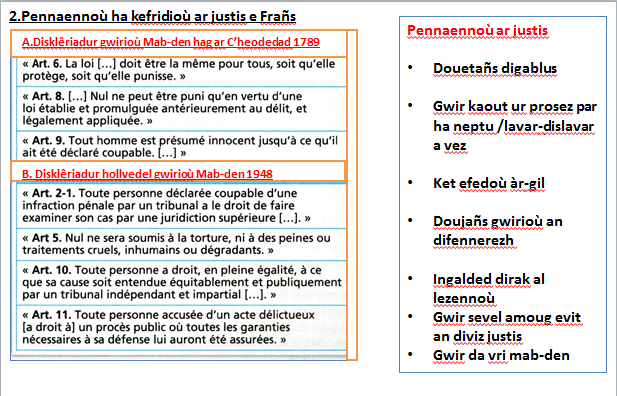 2.Pennaennoù ha kefridioù ar justis e Frañs
A.Disklêriadur gwirioù Mab-den hag ar C'heodedad 1789
« Art. 6. La loi [...] doit être la même pour tous, soit qu'elle
protège, soit qu'elle punisse. »
« Art. 8. [...] Nul ne peut être puni qu'en vertu d'une
loi établie et promulguée antérieurement au délit, et
légalement appliquée. »
« Art. 9. Tout homme est présumé innocent jusqu'à ce qu'il
ait été déclaré coupable. [...] »
B. Disklêriadur hollvedel gwirioù Mab-den 1948
« Art. 2-1. Toute personne déclarée coupable d'une
infraction pénale par un tribunal a le droit de faire
examiner son cas par une juridiction supérieure [...]. »
« Art 5. Nul ne sera soumis à la torture, ni à des peines ou
traitements cruels, inhumains ou dégradants. »
« Art. 10. Toute personne a droit, en pleine égalité, à ce
que sa cause soit entendue équitablement et publiquement
par un tribunal indépendant et impartial [...]. »
« Art. 11. Toute personne accusée d'un acte délictueux
[a droit à] un procès public où toutes les garanties
nécessaires à sa défense lui auront été assurées. »
Pennaennoù ar justis
• Douetañs digablus
• Gwir kaout ur prosez par
ha neptu /lavar-dislavar
a vez
• Ket efedoù àr-gil
• Doujañs gwirioù an
difennerezh
• Ingalded dirak al
lezennoù
• Gwir sevel amoug evit
an diviz justis
• Gwir da vri mab-den